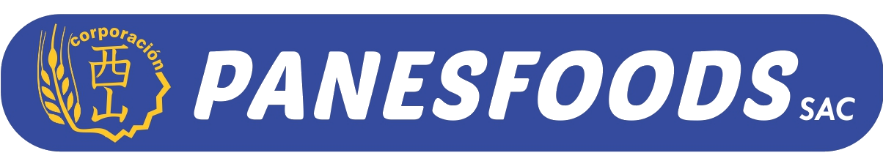 corporación
西
山
PANESFOODS SAC